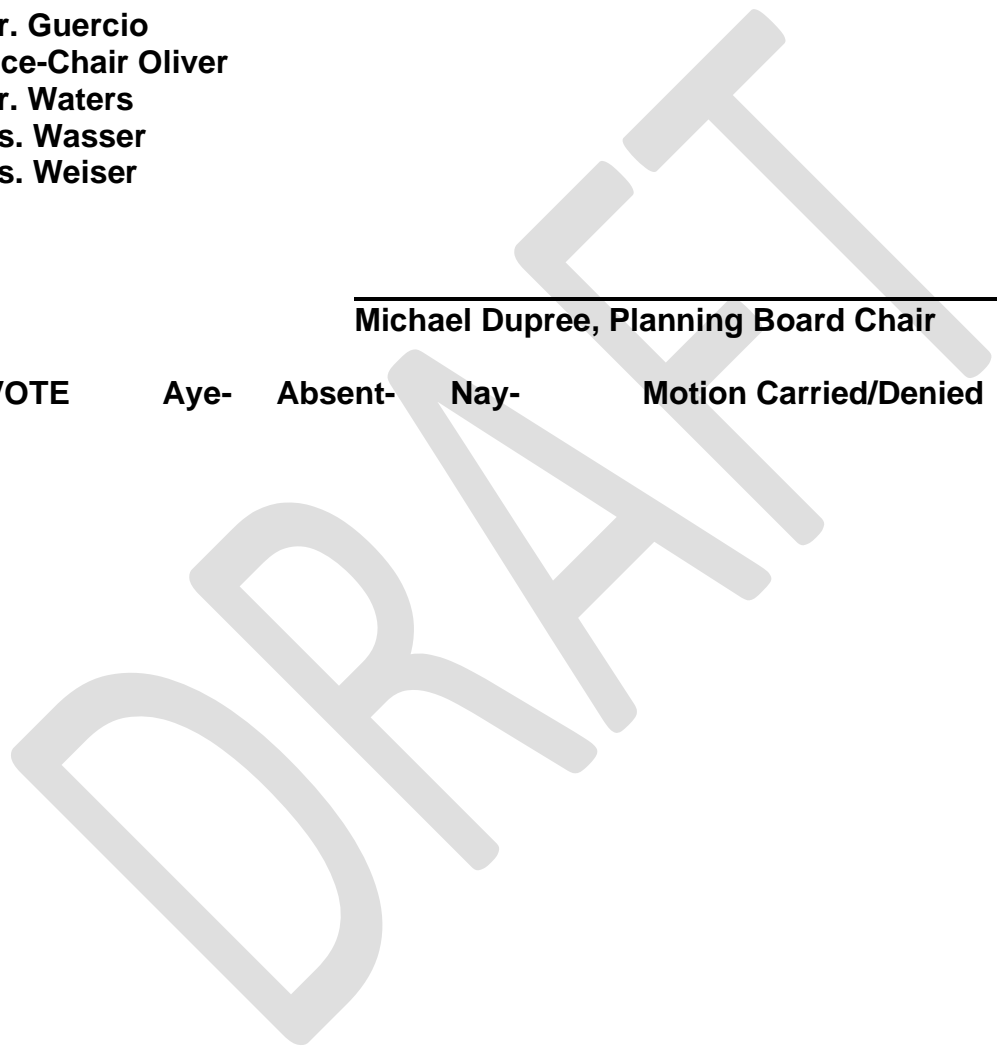 r. Guercio
ce-Chair Oliver
r. Waters
s. Wasser
s. Weiser
Michael Dupree, Planning Board Chair
VOTE Aye- Absent- Nay- Motion Carried/Denied
DRAFT